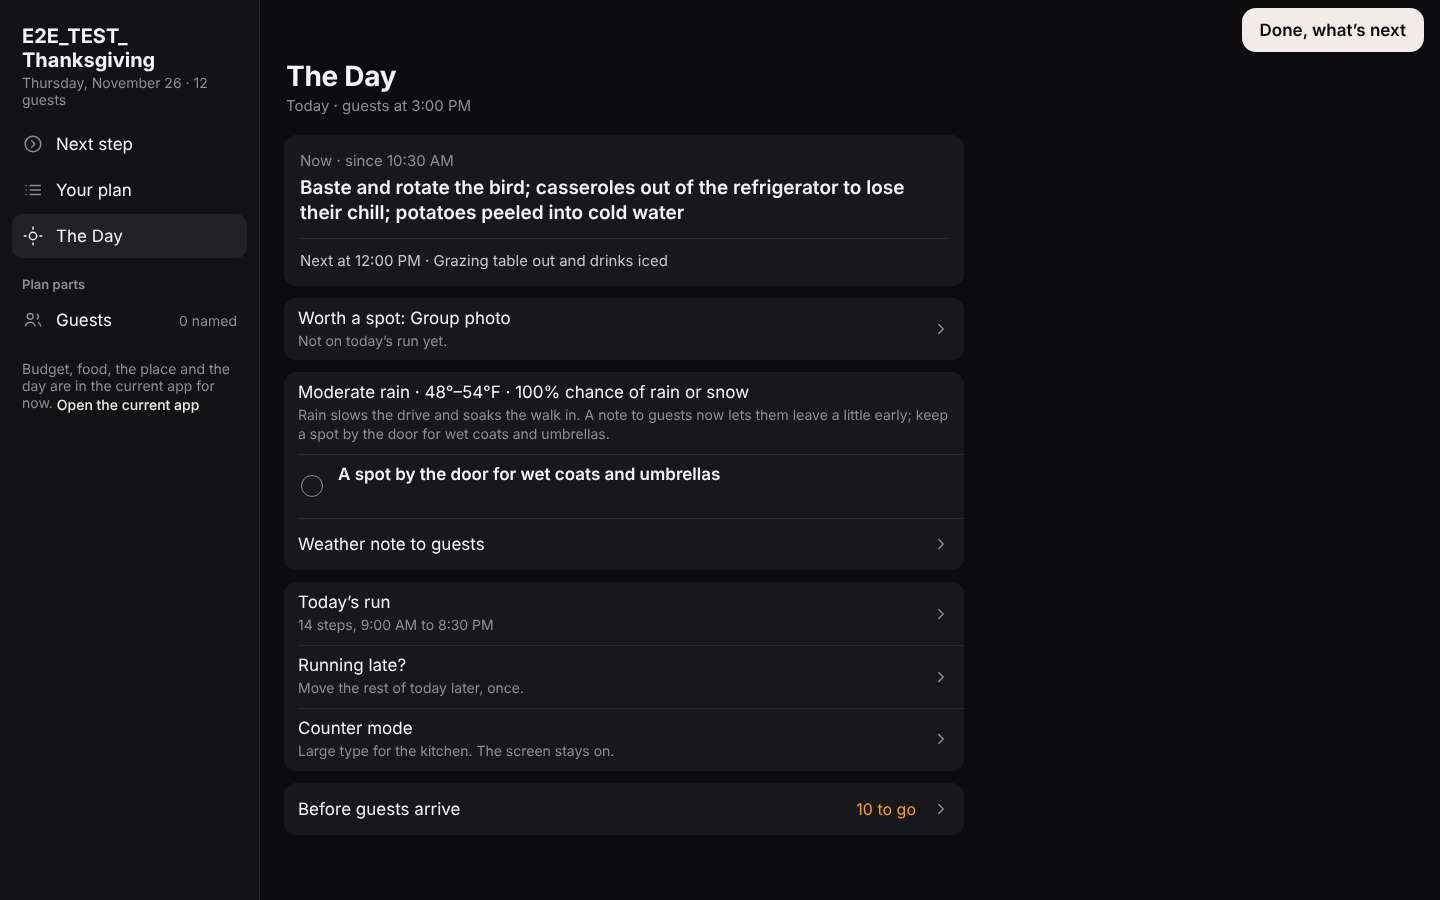 E2E_TEST_
Thanksgiving
Thursday, November 26 · 12
guests
Next step
Your plan
The Day
Plan parts
Guests
0 named
Budget, food, the place and the
day are in the current app for
now. Open the current app
Done, what’s next
The Day
Today · guests at 3:00 PM
Now · since 10:30 AM
Baste and rotate the bird; casseroles out of the refrigerator to lose
their chill; potatoes peeled into cold water
Next at 12:00 PM · Grazing table out and drinks iced
Worth a spot: Group photo
Not on today’s run yet.
Moderate rain · 48°–54°F · 100% chance of rain or snow
Rain slows the drive and soaks the walk in. A note to guests now lets them leave a little early; keep
a spot by the door for wet coats and umbrellas.
A spot by the door for wet coats and umbrellas
Weather note to guests
Today’s run
14 steps, 9:00 AM to 8:30 PM
Running late?
Move the rest of today later, once.
Counter mode
Large type for the kitchen. The screen stays on.
Before guests arrive
10 to go